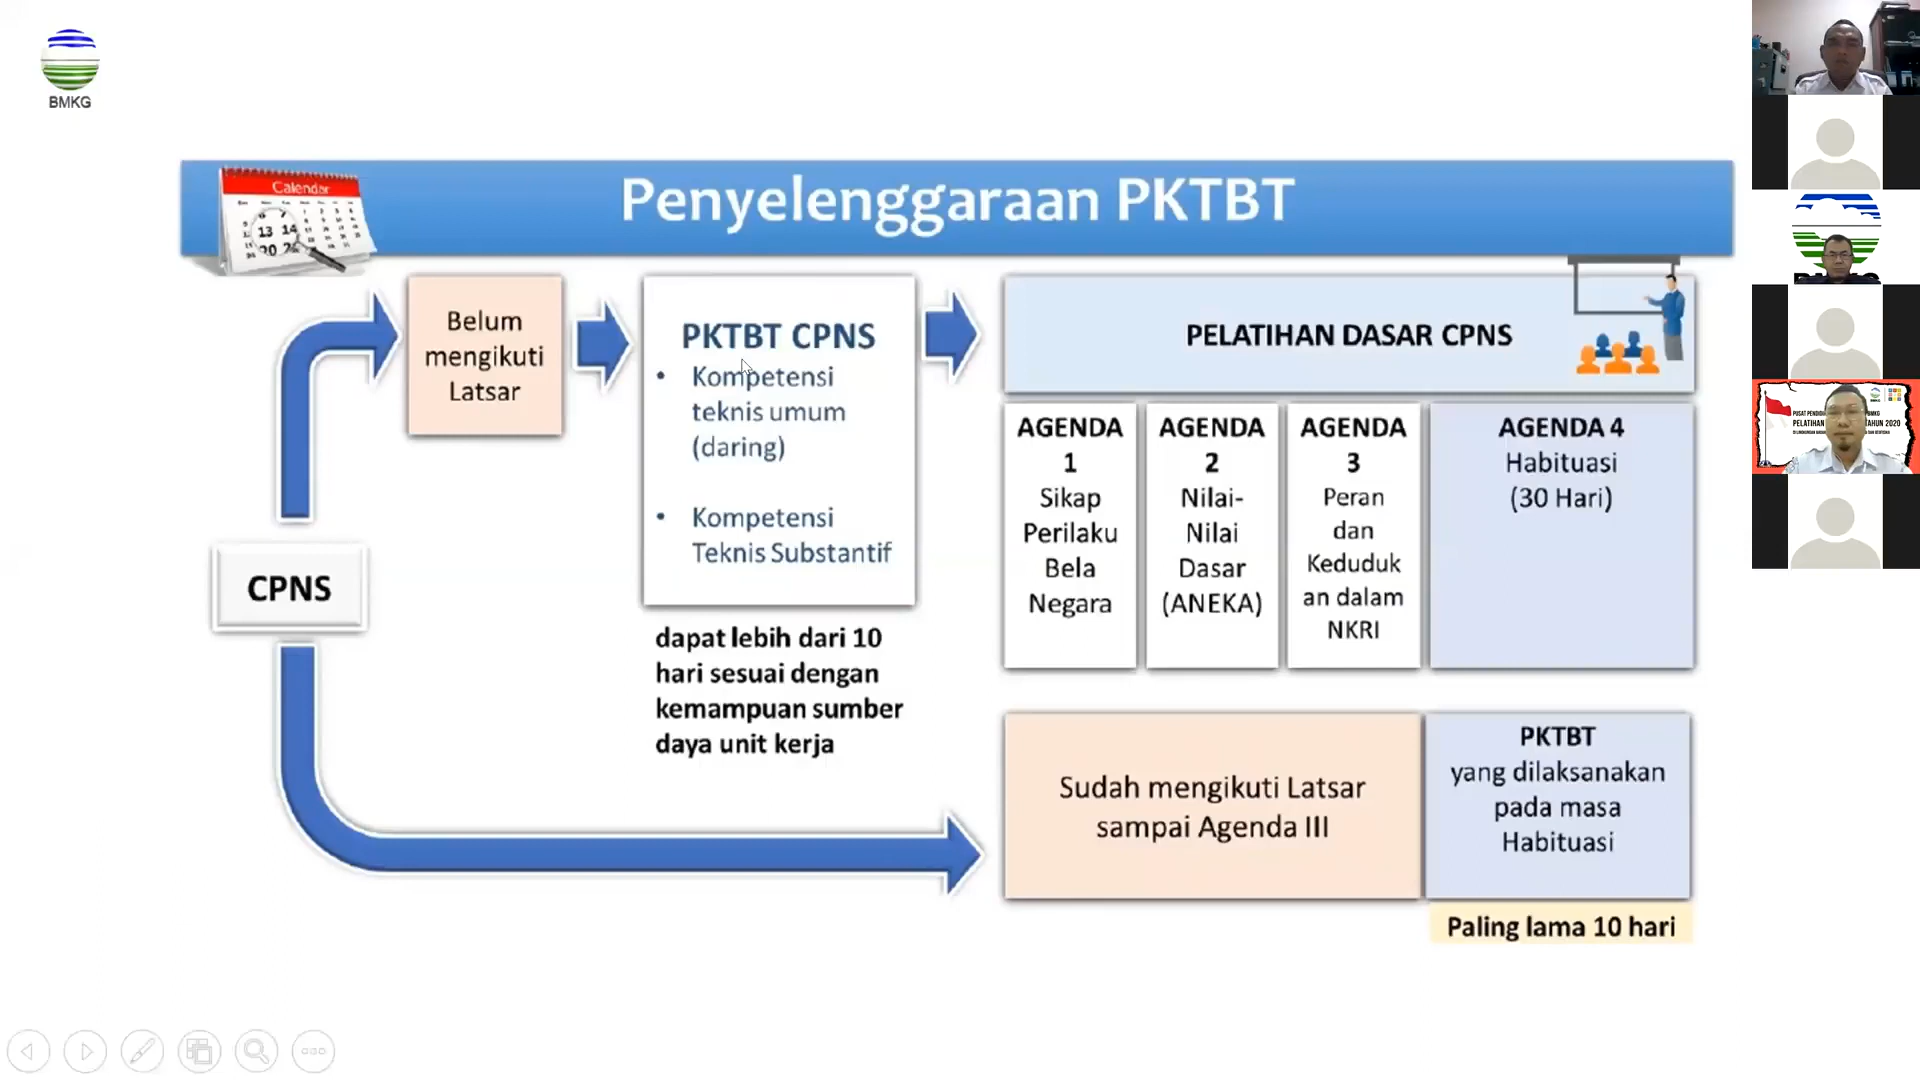 BMKG
Calendar
Penyelenggaraan PKTBT
Belum
mengikuti
Latsar
PKTBT CPNS
• Kompetensi
teknis umum
(daring)
• Kompetensi
Teknis Substantif
dapat lebih dari 10
hari sesuai dengan
kemampuan sumber
daya unit kerja
CPNS
PELATIHAN DASAR CPNS
AGENDA
1
Sikap
Perilaku
Bela
Negara
AGENDA
2
Nilai-
Nilai
Dasar
(ANEKA)
AGENDA
3
Peran
dan
Keduduk
an dalam
NKRI
AGENDA 4
Habituasi
(30 Hari)
Sudah mengikuti Latsar
sampai Agenda III
PKTBT
yang dilaksanakan
pada masa
Habituasi
Paling lama 10 hari